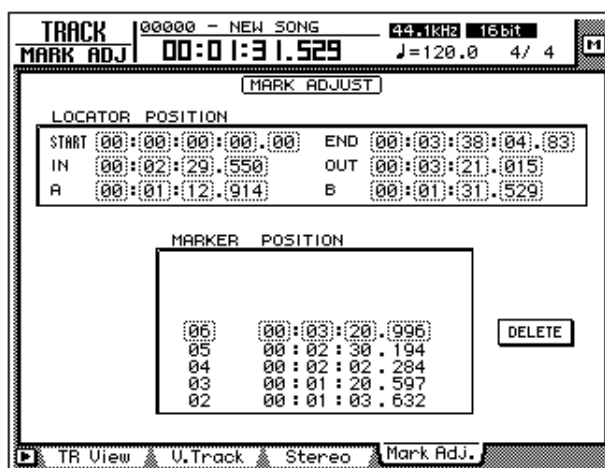 TRACK 00000 - NEW SONG 44.1kHz 16bit
MARK ADJ 00:01:31.529 ♩=120.0 4/ 4 M
MARK ADJUST
LOCATOR POSITION
START 00:00:00:00.00 END 00:03:38:04.83
IN 00:02:29.550 OUT 00:03:21.015
A 00:01:12.914 B 00:01:31.529
MARKER POSITION
06 00:03:20.996 DELETE
05 00:02:30.194
04 00:02:02.284
03 00:01:20.597
02 00:01:03.632
TR View V.Track Stereo Mark Adj.